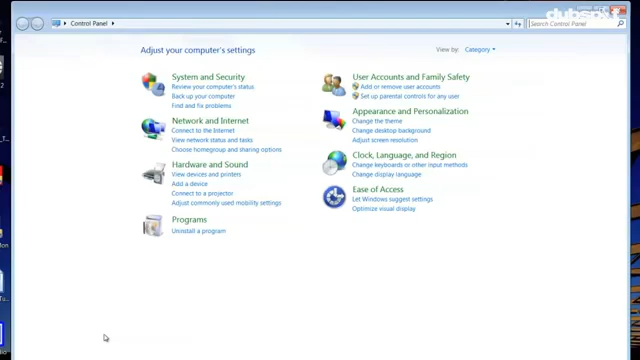 Control Panel
Search Control Panel
dubspot
Adjust your computer's settings
View by: Category
System and Security
Review your computer's status
Back up your computer
Find and fix problems
Network and Internet
Connect to the Internet
View network status and tasks
Choose homegroup and sharing options
Hardware and Sound
View devices and printers
Add a device
Connect to a projector
Adjust commonly used mobility settings
Programs
Uninstall a program
User Accounts and Family Safety
Add or remove user accounts
Set up parental controls for any user
Appearance and Personalization
Change the theme
Change desktop background
Adjust screen resolution
Clock, Language, and Region
Change keyboards or other input methods
Change display language
Ease of Access
Let Windows suggest settings
Optimize visual display